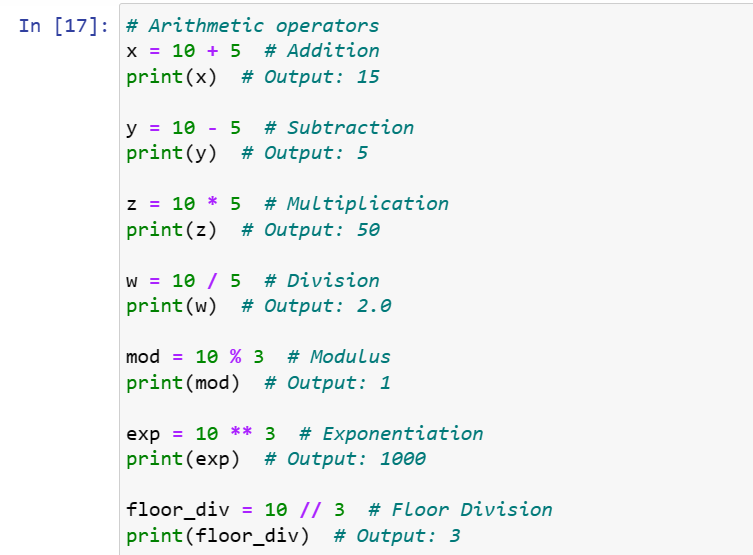 In [17]: # Arithmetic operators
x = 10 + 5  # Addition
print(x)  # Output: 15

y = 10 - 5  # Subtraction
print(y)  # Output: 5

z = 10 * 5  # Multiplication
print(z)  # Output: 50

w = 10 / 5  # Division
print(w)  # Output: 2.0

mod = 10 % 3  # Modulus
print(mod)  # Output: 1

exp = 10 ** 3  # Exponentiation
print(exp)  # Output: 1000

floor_div = 10 // 3  # Floor Division
print(floor_div)  # Output: 3